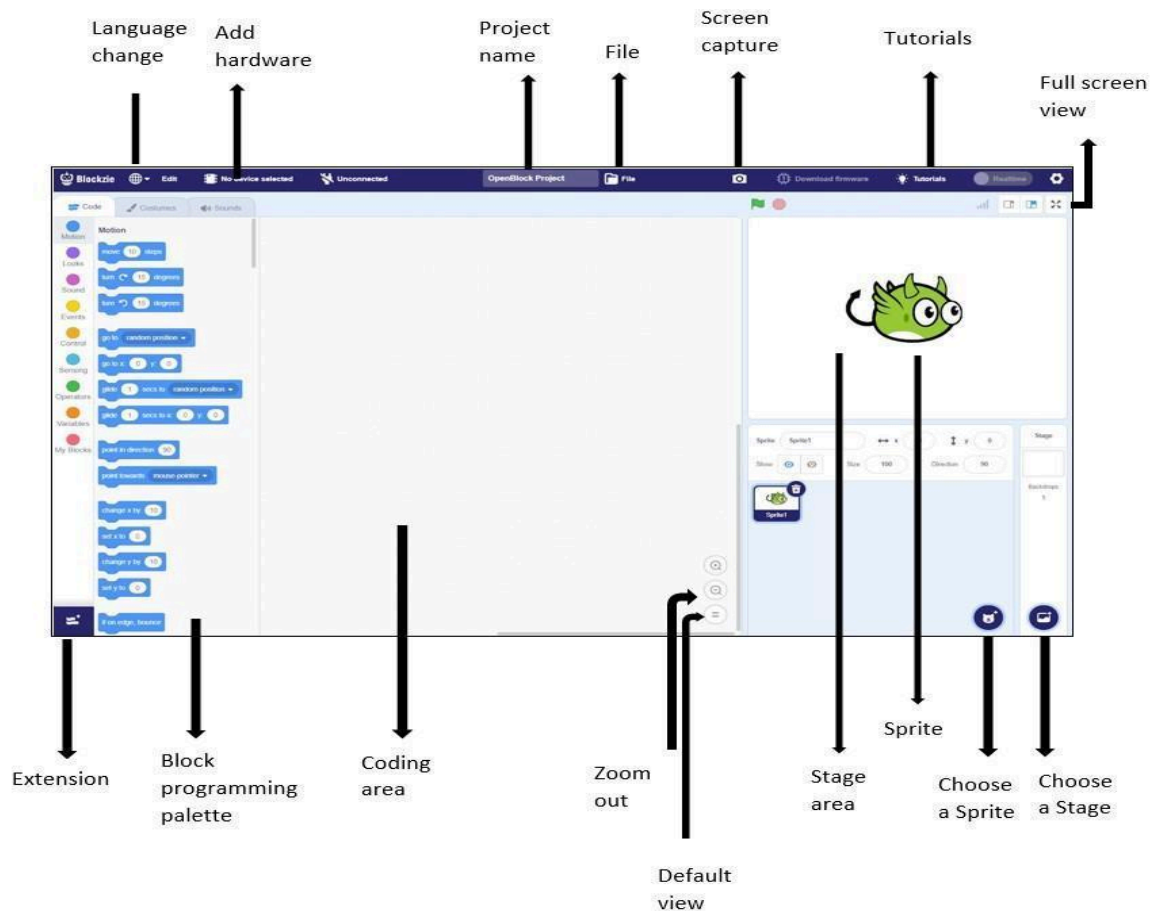 Language
change
Add
hardware
Project
name
File
Screen
capture
Tutorials
Full screen
view
Blockzie Edit No device selected Unconnected OpenBlock Project File Download firmware Tutorials Realtime
Code Costumes Sounds
Motion
Looks
Sound
Events
Control
Sensing
Operators
Variables
My Blocks
Motion
move 10 steps
turn 15 degrees
turn 15 degrees
go to random position
go to x: 0 y: 0
glide 1 secs to random position
glide 1 secs to x: 0 y: 0
point in direction 90
point towards mouse-pointer
change x by 10
set x to 0
change y by 10
set y to 0
if on edge, bounce
Sprite Sprite1 x y 0
Show Size 100 Direction 90
Sprite1
Stage
Backdrops
1
Extension
Block
programming
palette
Coding
area
Zoom
out
Default
view
Stage
area
Sprite
Choose
a Sprite
Choose
a Stage